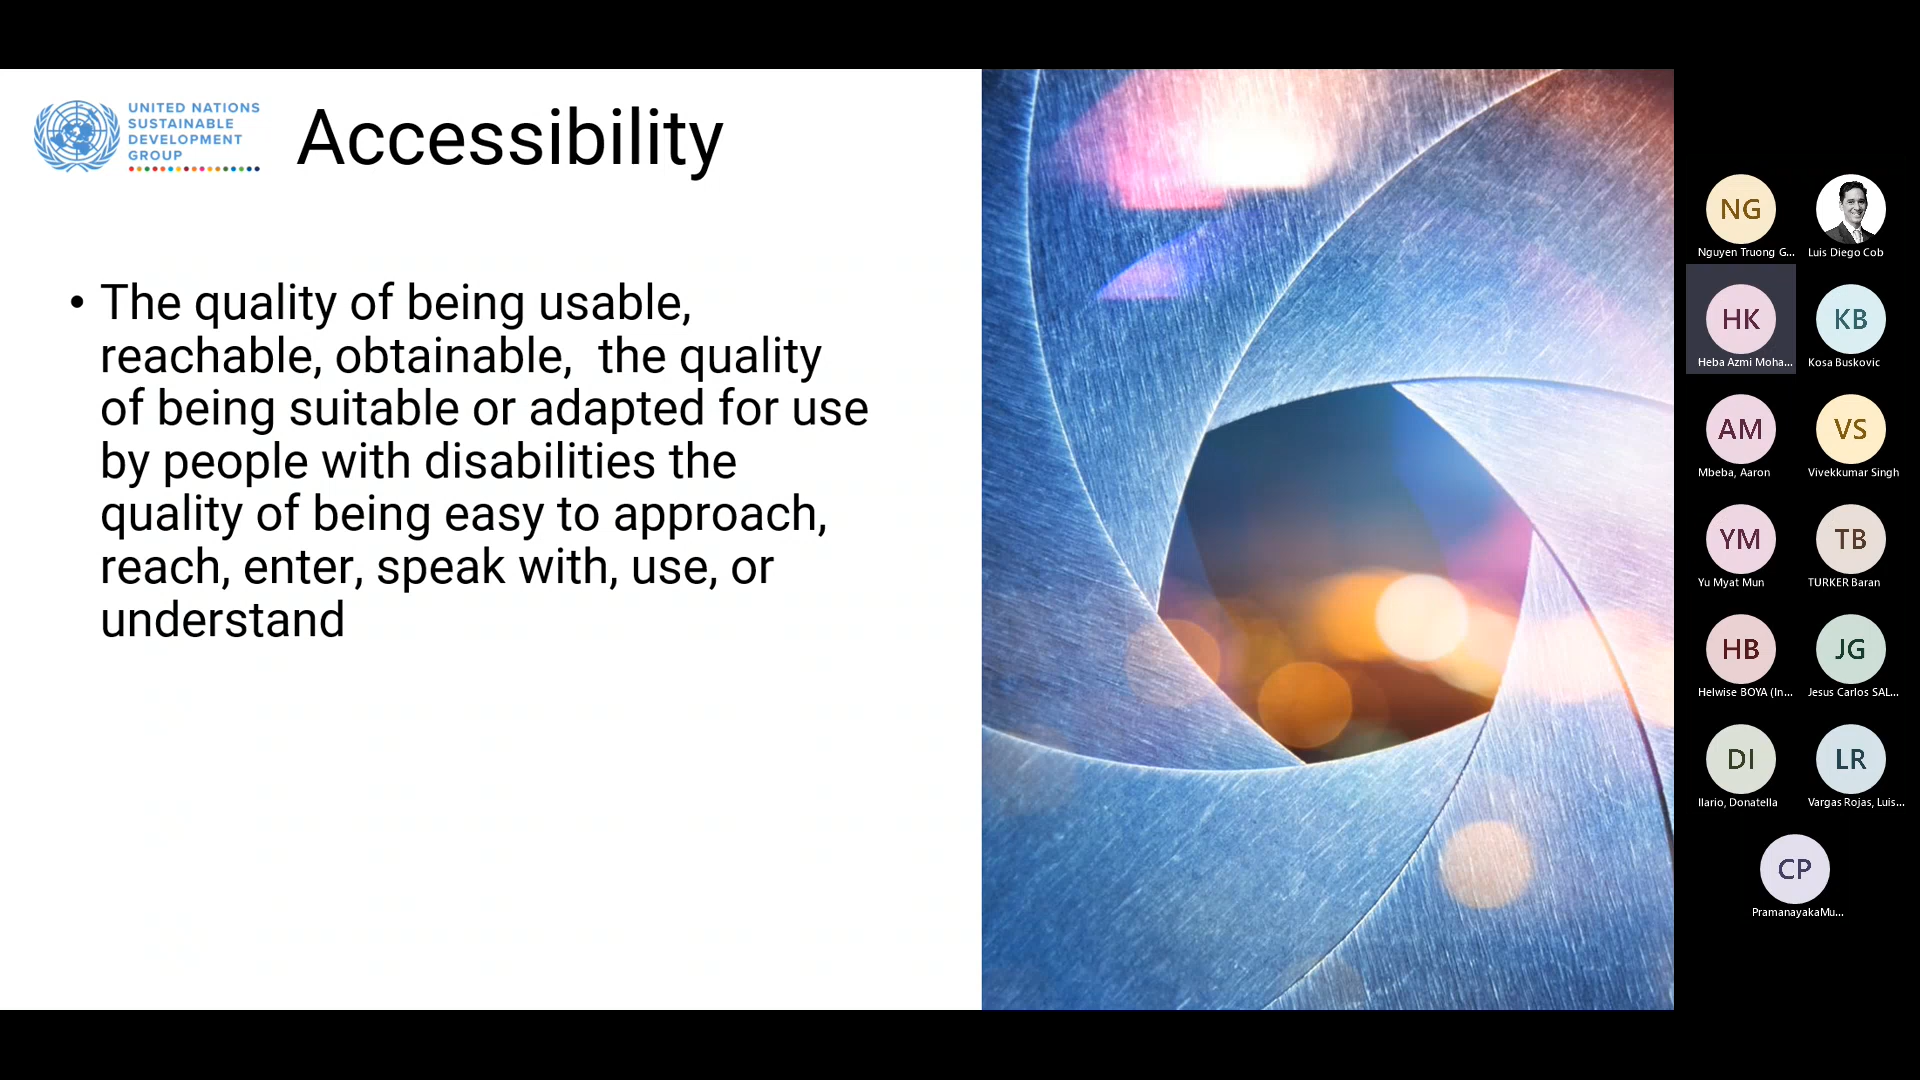 UNITED NATIONS
SUSTAINABLE
DEVELOPMENT
GROUP
Accessibility
• The quality of being usable,
reachable, obtainable,  the quality
of being suitable or adapted for use
by people with disabilities the
quality of being easy to approach,
reach, enter, speak with, use, or
understand
NG
Nguyen Truong G...
Luis Diego Cob
HK
Heba Azmi Moha...
KB
Kosa Buskovic
AM
Mbeba, Aaron
VS
Vivekkumar Singh
YM
Yu Myat Mun
TB
TURKER Baran
HB
Helwise BOYA (In...
JG
Jesus Carlos SAL...
DI
Ilario, Donatella
LR
Vargas Rojas, Luis...
CP
PramanayakaMu...